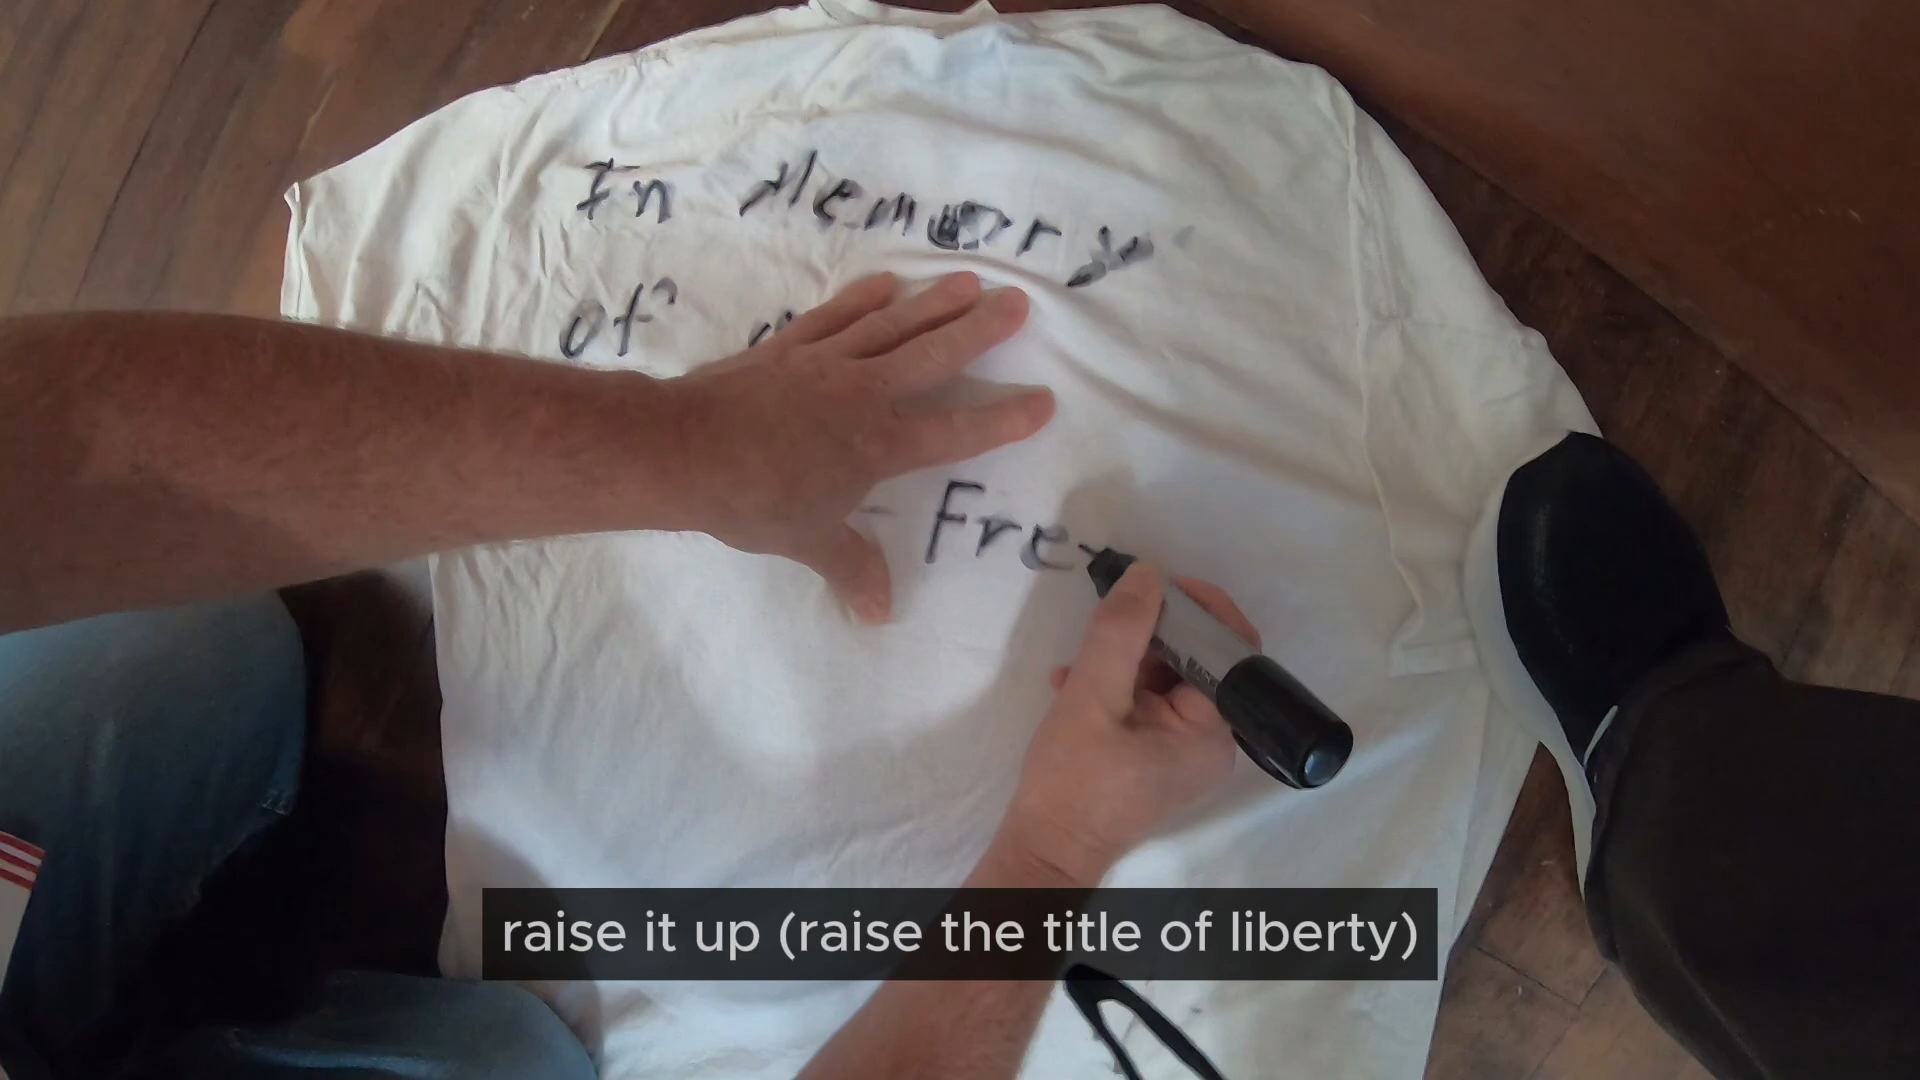 In Memory
of
- Fre
raise it up (raise the title of liberty)